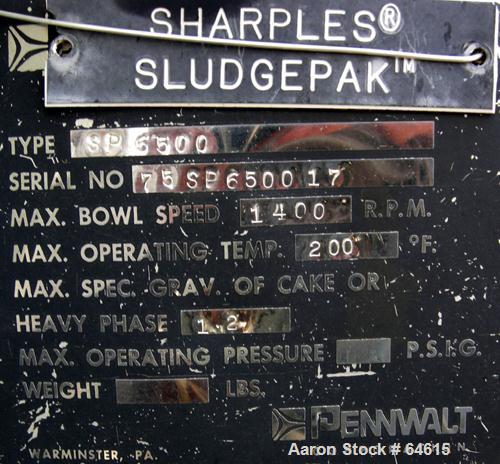 SHARPLES®
SLUDGEPAK™
TYPE SP 6500
SERIAL NO 75 SP 6500 17
MAX. BOWL SPEED 1400 R.P.M.
MAX. OPERATING TEMP. 200 °F.
MAX. SPEC. GRAV. OF CAKE OR
HEAVY PHASE 1.2
MAX. OPERATING PRESSURE P.S.I.G.
WEIGHT LBS.
PENNWALT
WARMINSTER, PA.
Aaron Stock # 64615